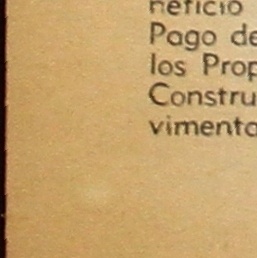 neficio
Pago de
los Prop
Constru
vimento